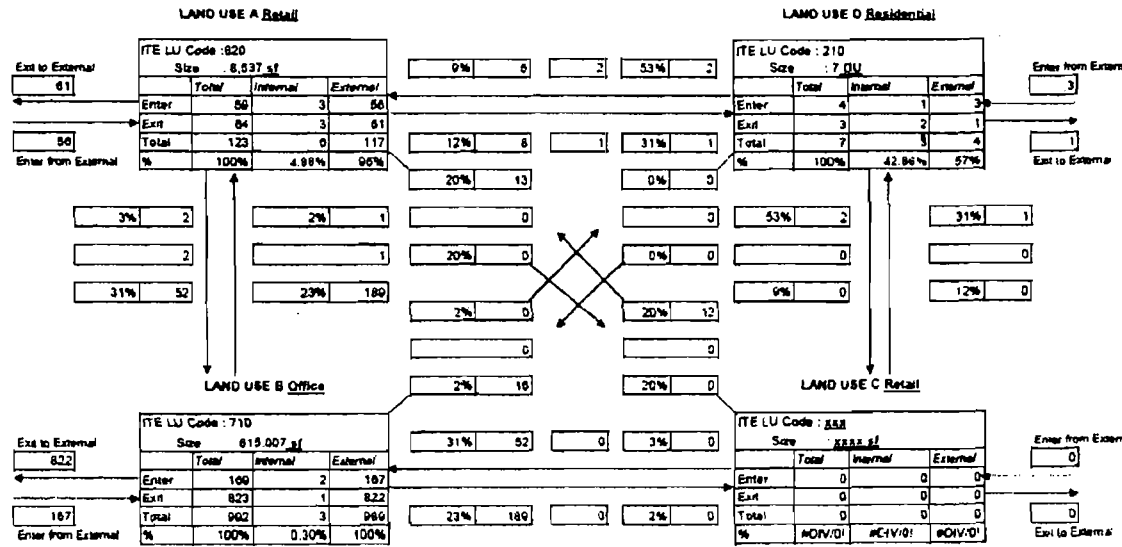 LAND USE A Retail
LAND USE D Residential
ITE LU Code : 820
Size : 8,537 sf
Total Internal External
Enter 59 3 56
Exit 64 3 61
Total 123 6 117
% 100% 4.88% 95%
Exit to External
61
56
Enter from External
9% 6 2 53% 2
12% 8 1 31% 1
ITE LU Code : 210
Size : 7 DU
Total Internal External
Enter 4 1 3
Exit 3 2 1
Total 7 3 4
% 100% 42.86% 57%
Enter from External
3
1
Exit to External
20% 13
0
20% 0
0% 0
0
0% 0
3% 2
2
31% 52
2% 1
1
23% 189
53% 2
0
9% 0
31% 1
0
12% 0
2% 0
0
2% 16
20% 12
0
20% 0
LAND USE B Office
LAND USE C Retail
ITE LU Code : 710
Size 615,007 sf
Total Internal External
Enter 169 2 167
Exit 823 1 822
Total 992 3 989
% 100% 0.30% 100%
Exit to External
822
167
Enter from External
31% 52 0 3% 0
23% 189 0 2% 0
ITE LU Code : xxx
Size : xxxx sf
Total Internal External
Enter 0 0 0
Exit 0 0 0
Total 0 0 0
% #DIV/0! #DIV/0! #DIV/0!
Enter from External
0
0
Exit to External